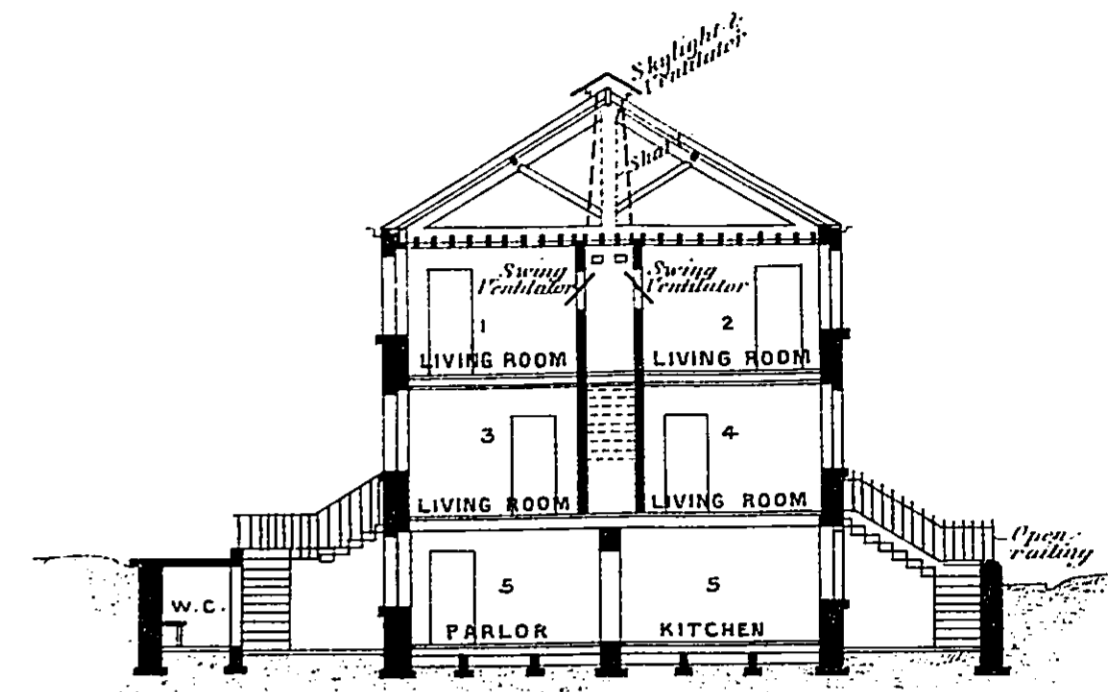 Skylight &
Ventilator
Shaft
Swing
Ventilator
Swing
Ventilator
1
2
LIVING ROOM
LIVING ROOM
3
4
LIVING ROOM
LIVING ROOM
Open
railing
W.C.
5
5
PARLOR
KITCHEN